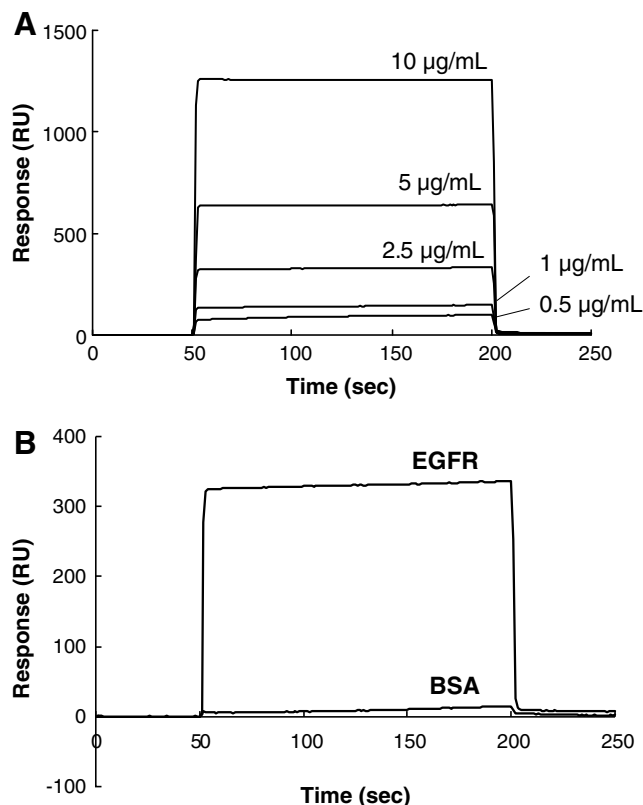 A
1500
1000
500
0
Response (RU)
10 µg/mL
5 µg/mL
2.5 µg/mL
1 µg/mL
0.5 µg/mL
0 50 100 150 200 250
Time (sec)
B
400
300
200
100
0
-100
Response (RU)
EGFR
BSA
0 50 100 150 200 250
Time (sec)